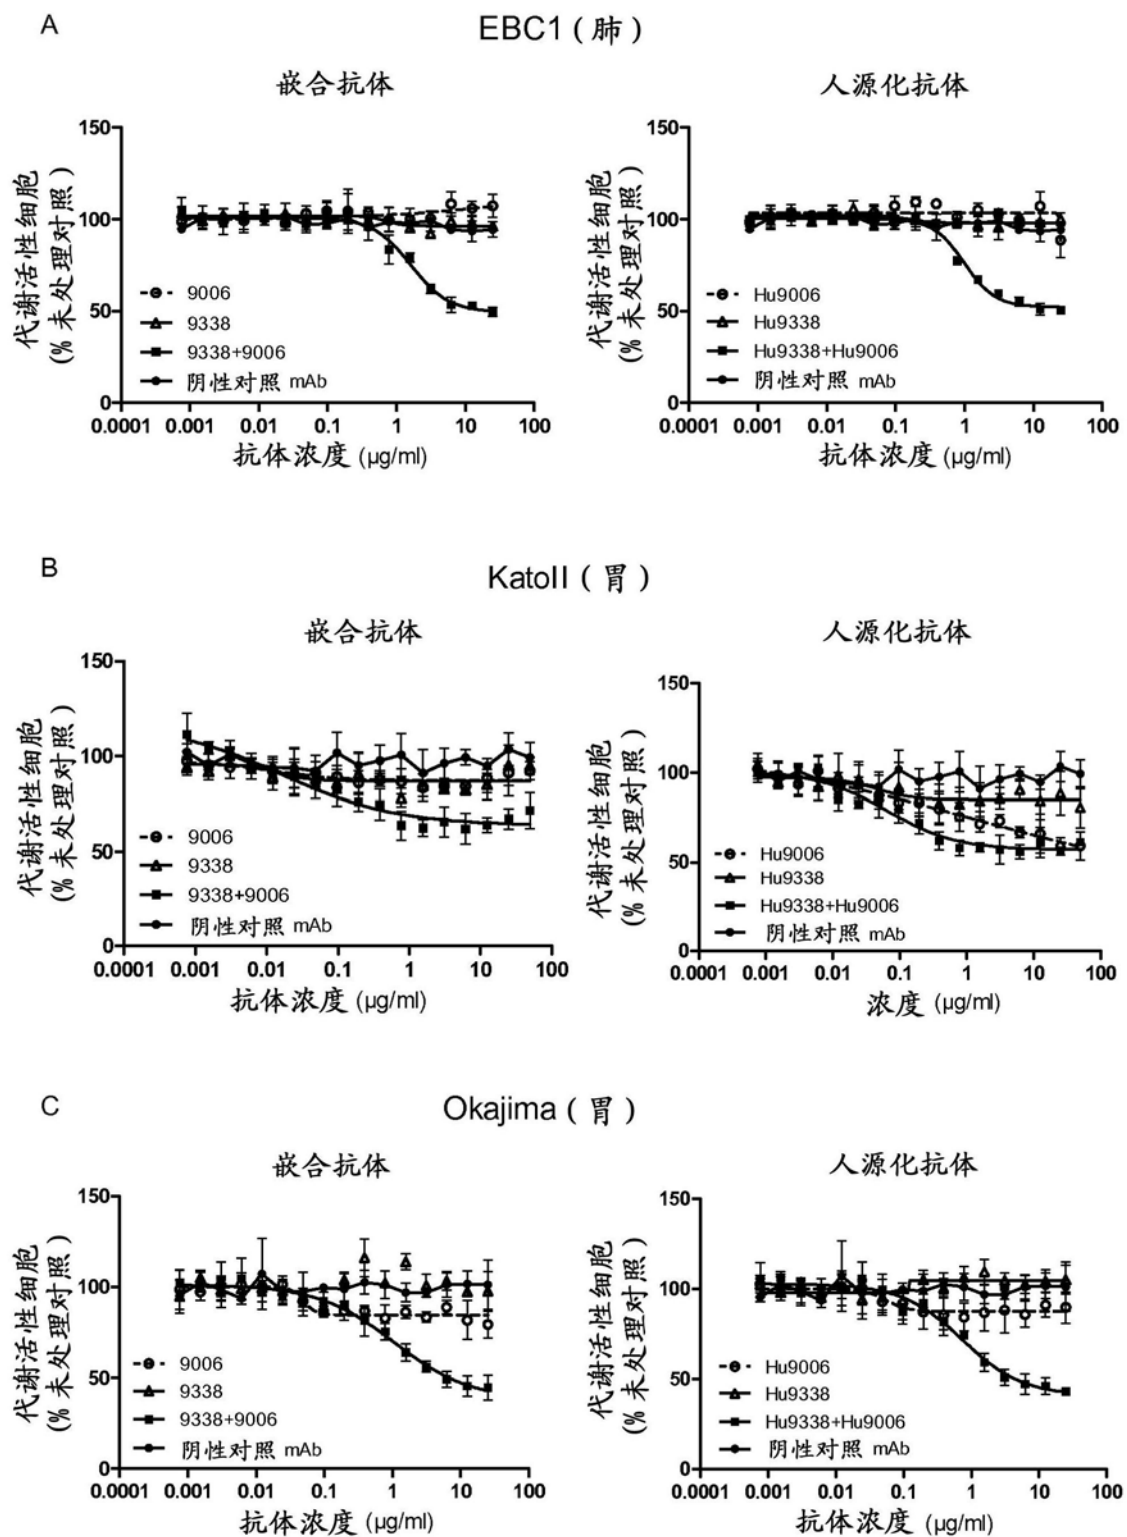 A
EBC1 ( 肺 )
嵌合抗体
代谢活性细胞
(% 未处理对照 )
150
100
50
0
9006
9338
9338+9006
阴性对照 mAb
0.0001 0.001 0.01 0.1 1 10 100
抗体浓度 (µg/ml)
人源化抗体
代谢活性细胞
(% 未处理对照 )
150
100
50
0
Hu9006
Hu9338
Hu9338+Hu9006
阴性对照 mAb
0.0001 0.001 0.01 0.1 1 10 100
抗体浓度 (µg/ml)
B
KatoII ( 胃 )
嵌合抗体
代谢活性细胞
(% 未处理对照 )
150
100
50
0
9006
9338
9338+9006
阴性对照 mAb
0.0001 0.001 0.01 0.1 1 10 100
抗体浓度 (µg/ml)
人源化抗体
代谢活性细胞
(% 未处理对照 )
150
100
50
0
Hu9006
Hu9338
Hu9338+Hu9006
阴性对照 mAb
0.0001 0.001 0.01 0.1 1 10 100
浓度 (µg/ml)
C
Okajima ( 胃 )
嵌合抗体
代谢活性细胞
(% 未处理对照 )
150
100
50
0
9006
9338
9338+9006
阴性对照 mAb
0.0001 0.001 0.01 0.1 1 10 100
抗体浓度 (µg/ml)
人源化抗体
代谢活性细胞
(% 未处理对照 )
150
100
50
0
Hu9006
Hu9338
Hu9338+Hu9006
阴性对照 mAb
0.0001 0.001 0.01 0.1 1 10 100
抗体浓度 (µg/ml)